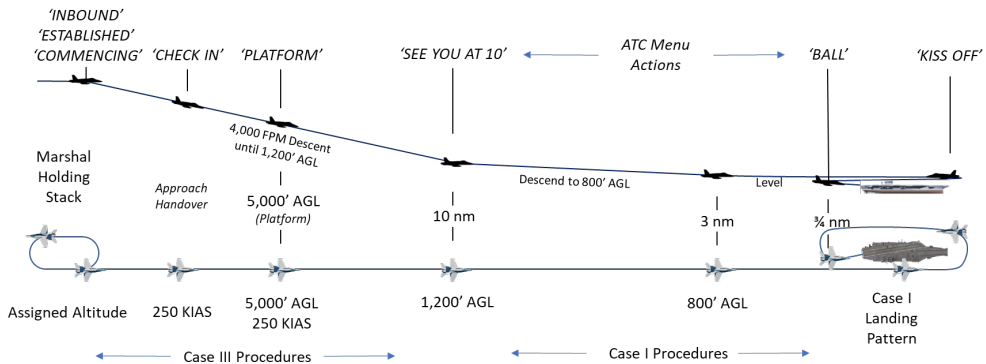 ‘INBOUND’
‘ESTABLISHED’
‘COMMENCING’
‘CHECK IN’
‘PLATFORM’
‘SEE YOU AT 10’
ATC Menu
Actions
‘BALL’
‘KISS OFF’
4,000 FPM Descent
until 1,200’ AGL
Descend to 800’ AGL
Level
Marshal
Holding
Stack
Approach
Handover
5,000’ AGL
(Platform)
10 nm
3 nm
¾ nm
Assigned Altitude
250 KIAS
5,000’ AGL
250 KIAS
1,200’ AGL
800’ AGL
Case I
Landing
Pattern
Case III Procedures
Case I Procedures